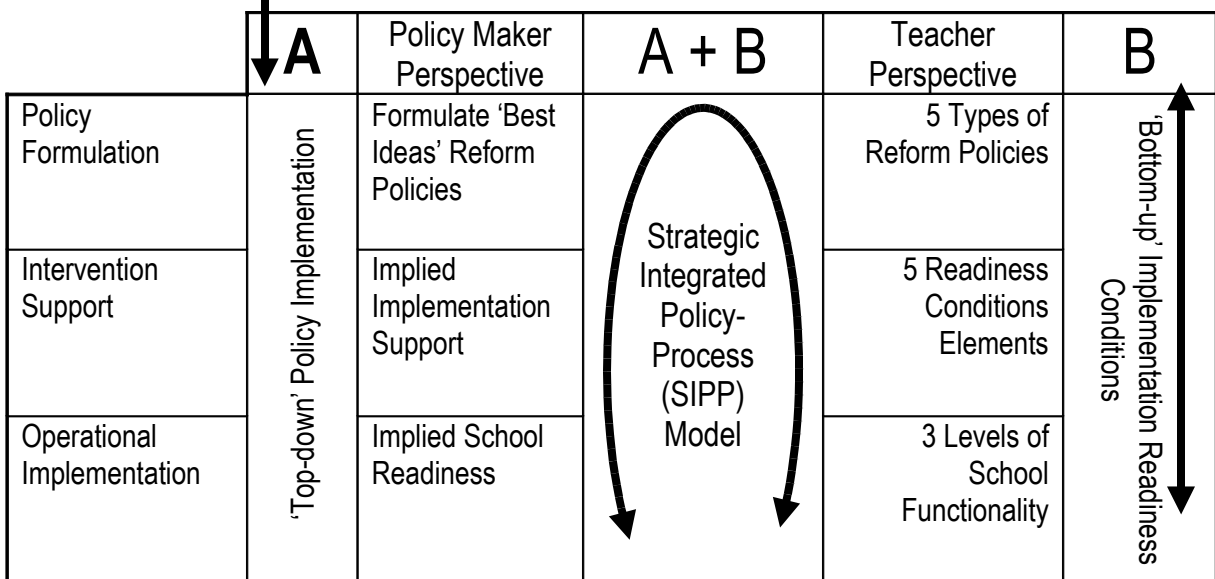 A
Policy Maker
Perspective
A + B
Teacher
Perspective
B
Policy
Formulation
'Top-down' Policy Implementation
Formulate ‘Best
Ideas’ Reform
Policies
Strategic
Integrated
Policy-
Process
(SIPP)
Model
5 Types of
Reform Policies
‘Bottom-up’ Implementation Readiness
Conditions
Intervention
Support
Implied
Implementation
Support
5 Readiness
Conditions
Elements
Operational
Implementation
Implied School
Readiness
3 Levels of
School
Functionality